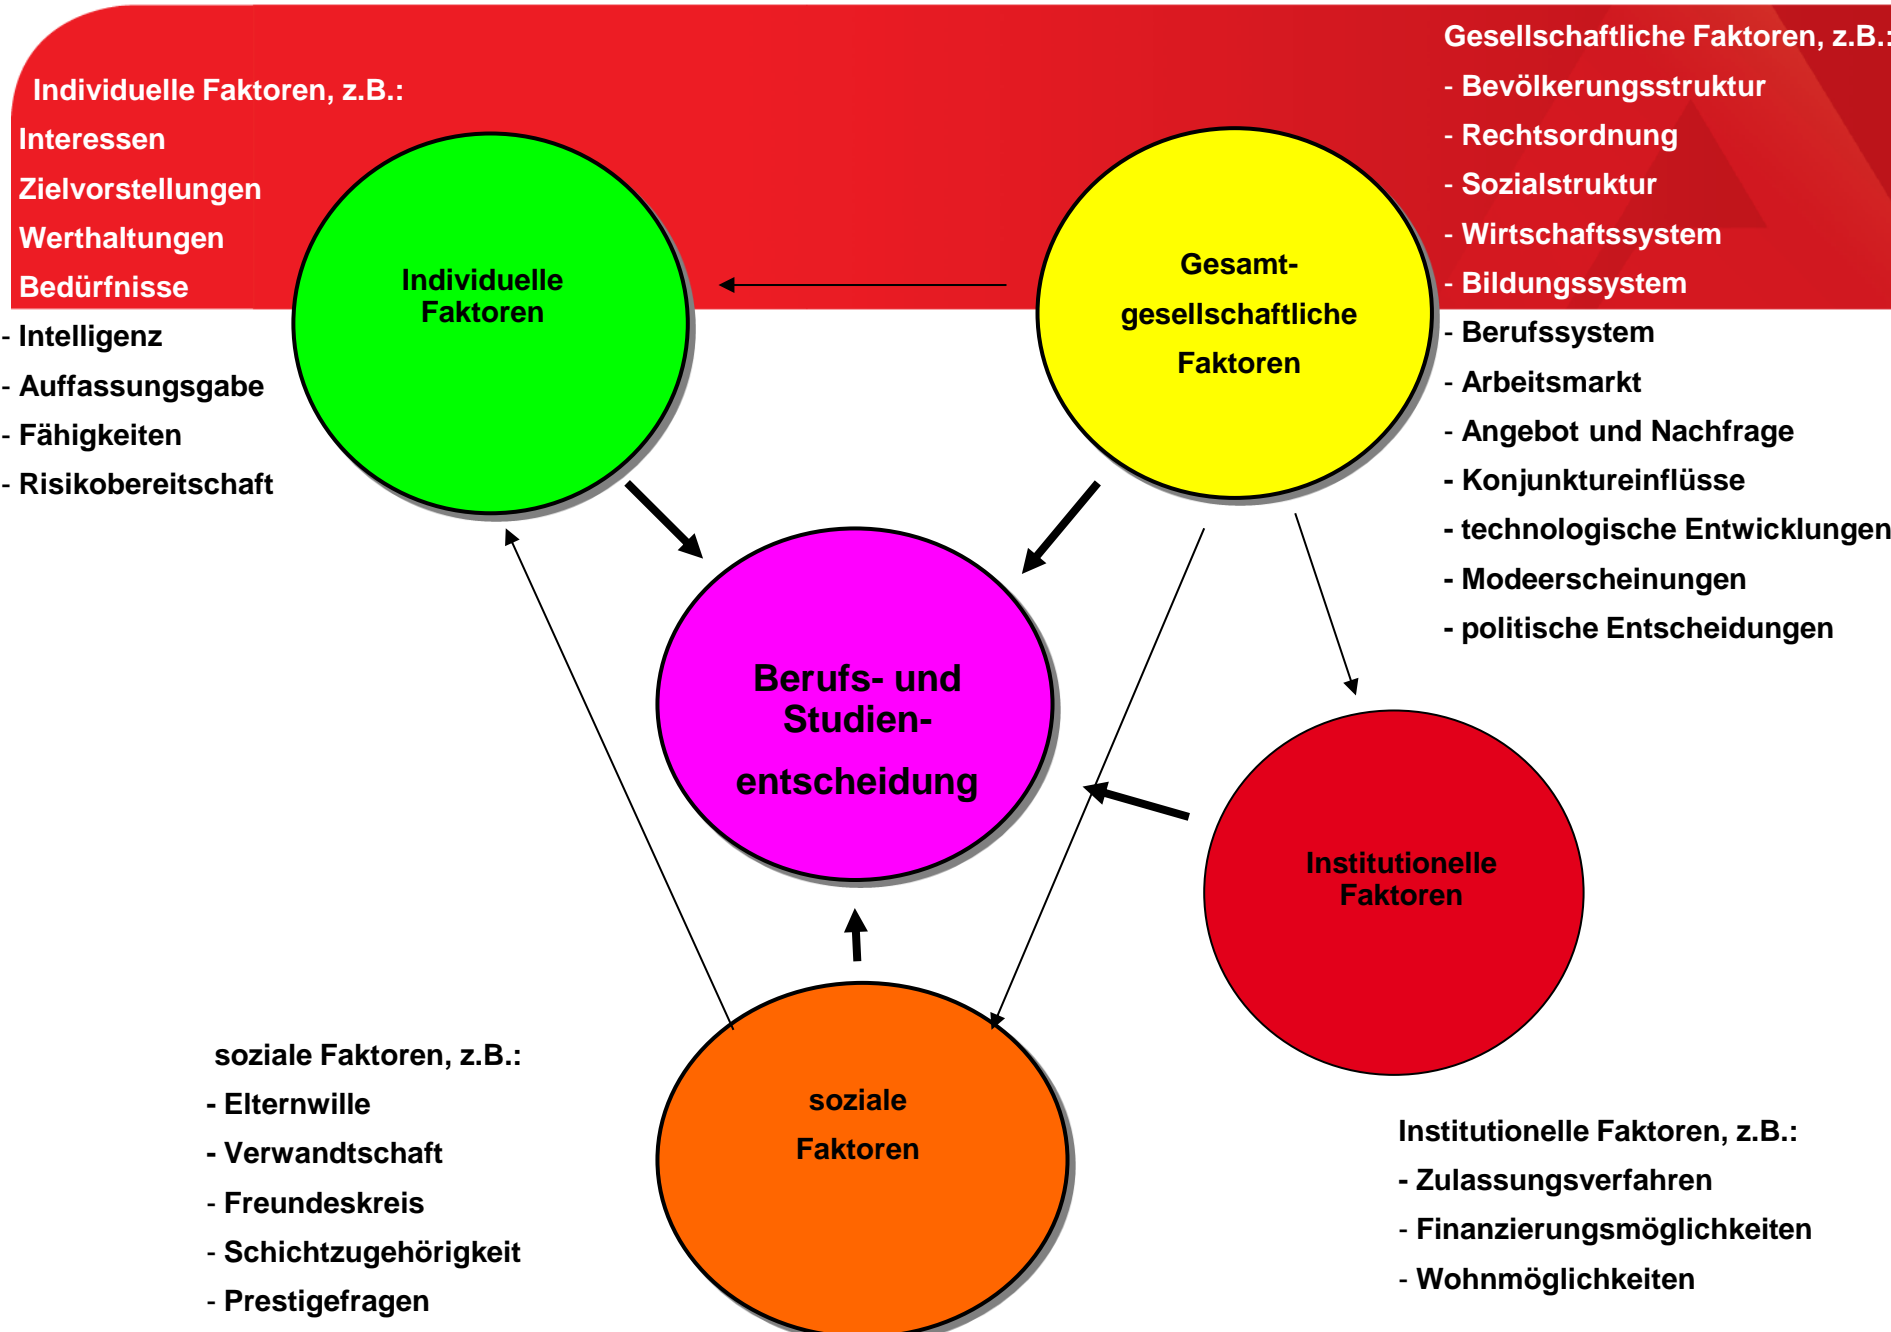 Individuelle Faktoren, z.B.:
Interessen
Zielvorstellungen
Werthaltungen
Bedürfnisse
- Intelligenz
- Auffassungsgabe
- Fähigkeiten
- Risikobereitschaft
Individuelle
Faktoren
Gesamt-
gesellschaftliche
Faktoren
Gesellschaftliche Faktoren, z.B.:
- Bevölkerungsstruktur
- Rechtsordnung
- Sozialstruktur
- Wirtschaftssystem
- Bildungssystem
- Berufssystem
- Arbeitsmarkt
- Angebot und Nachfrage
- Konjunktureinflüsse
- technologische Entwicklungen
- Modeerscheinungen
- politische Entscheidungen
Berufs- und
Studien-
entscheidung
Institutionelle
Faktoren
soziale Faktoren, z.B.:
- Elternwille
- Verwandtschaft
- Freundeskreis
- Schichtzugehörigkeit
- Prestigefragen
soziale
Faktoren
Institutionelle Faktoren, z.B.:
- Zulassungsverfahren
- Finanzierungsmöglichkeiten
- Wohnmöglichkeiten